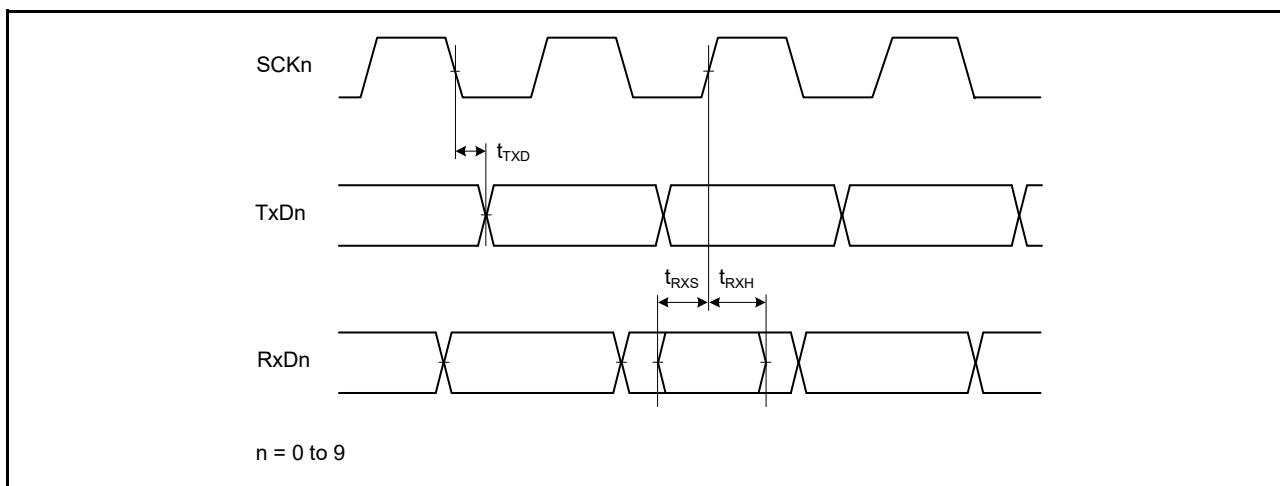 SCKn
tTXD
TxDn
tRXS tRXH
RxDn
n = 0 to 9